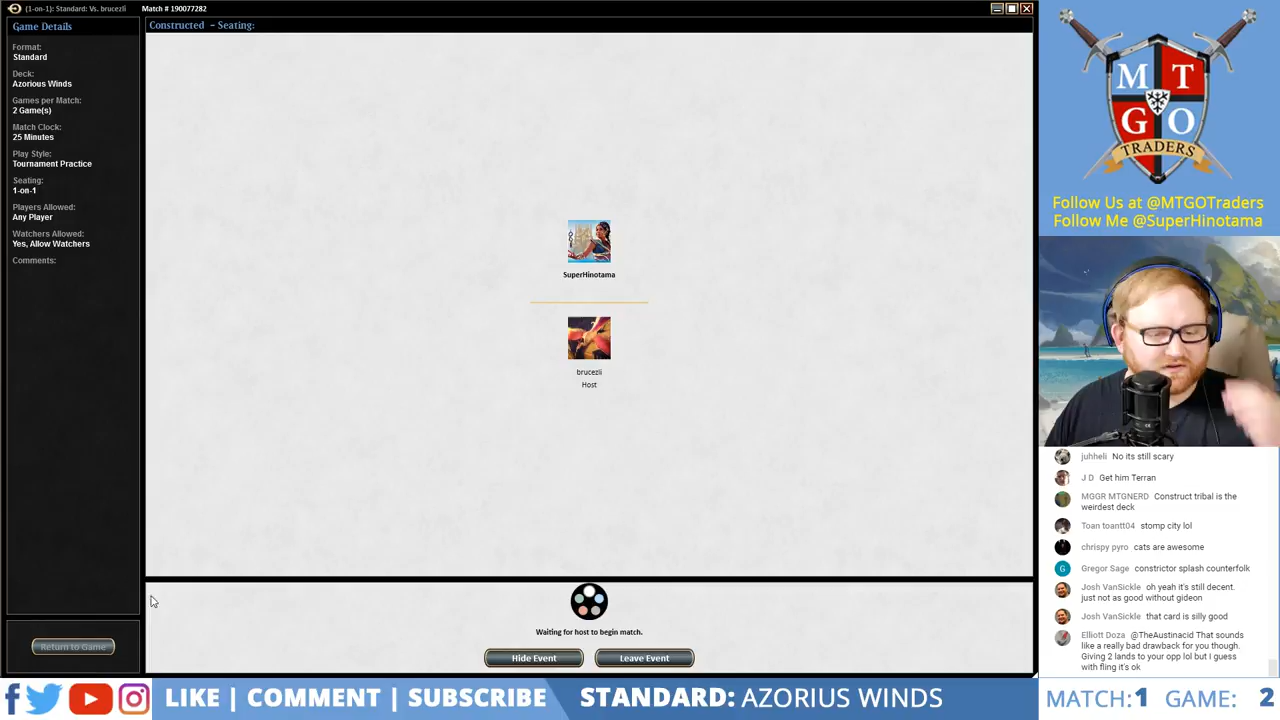 (1-on-1): Standard: Vs. brucezli
Match # 190077282
Game Details
Constructed - Seating:
Format:
Standard
Deck:
Azorius Winds
Games per Match:
2 Game(s)
Match Clock:
25 Minutes
Play Style:
Tournament Practice
Seating:
1-on-1
Players Allowed:
Any Player
Watchers Allowed:
Yes, Allow Watchers
Comments:
SuperHinotama
brucezli
Host
Waiting for host to begin match.
Return to Game
Hide Event
Leave Event
M T
G O
TRADERS
Follow Us at @MTGOTraders
Follow Me @SuperHinotama
juhheli No its still scary
J D Get him Terran
MGGR MTGNERD Construct tribal is the
weirdest deck
Toan toantt04 stomp city lol
chrispy pyro cats are awesome
Gregor Sage constrictor splash counterfolk
Josh VanSickle oh yeah it's still decent.
just not as good without gideon
Josh VanSickle that card is silly good
Elliott Doza @TheAustinacid That sounds
like a really bad drawback for you though.
Giving 2 lands to your opp lol but I guess
with fling it's ok
LIKE | COMMENT | SUBSCRIBE
STANDARD: AZORIUS WINDS
MATCH: 1 GAME: 2